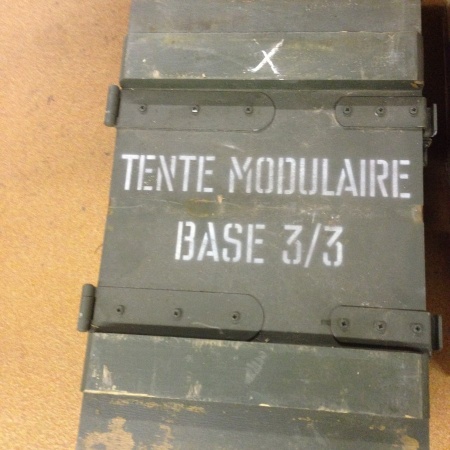 X
TENTE MODULAIRE
BASE 3/3